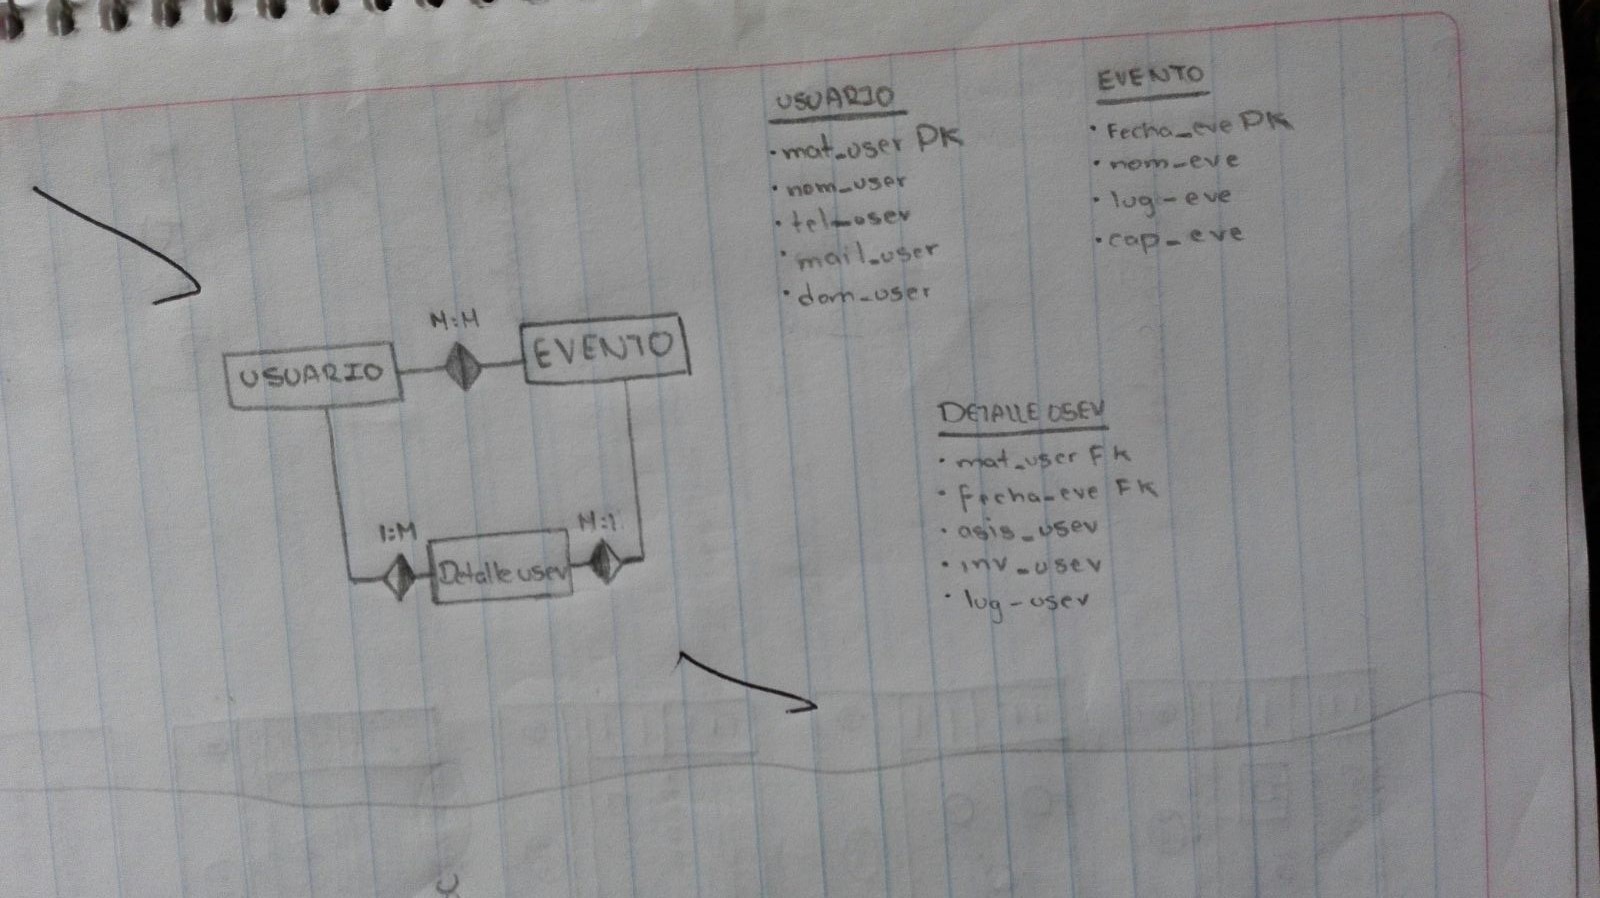 USUARIO
• mat_user PK
• nom_user
• tel_user
• mail_user
• dom_user
EVENTO
• Fecha_eve PK
• nom_eve
• lug_eve
• cap_eve
M:M
USUARIO
EVENTO
1:M
M:1
Detalle usev
DETALLE USEV
• mat_user FK
• fecha_eve FK
• asis_usev
• inv_usev
• lug_usev